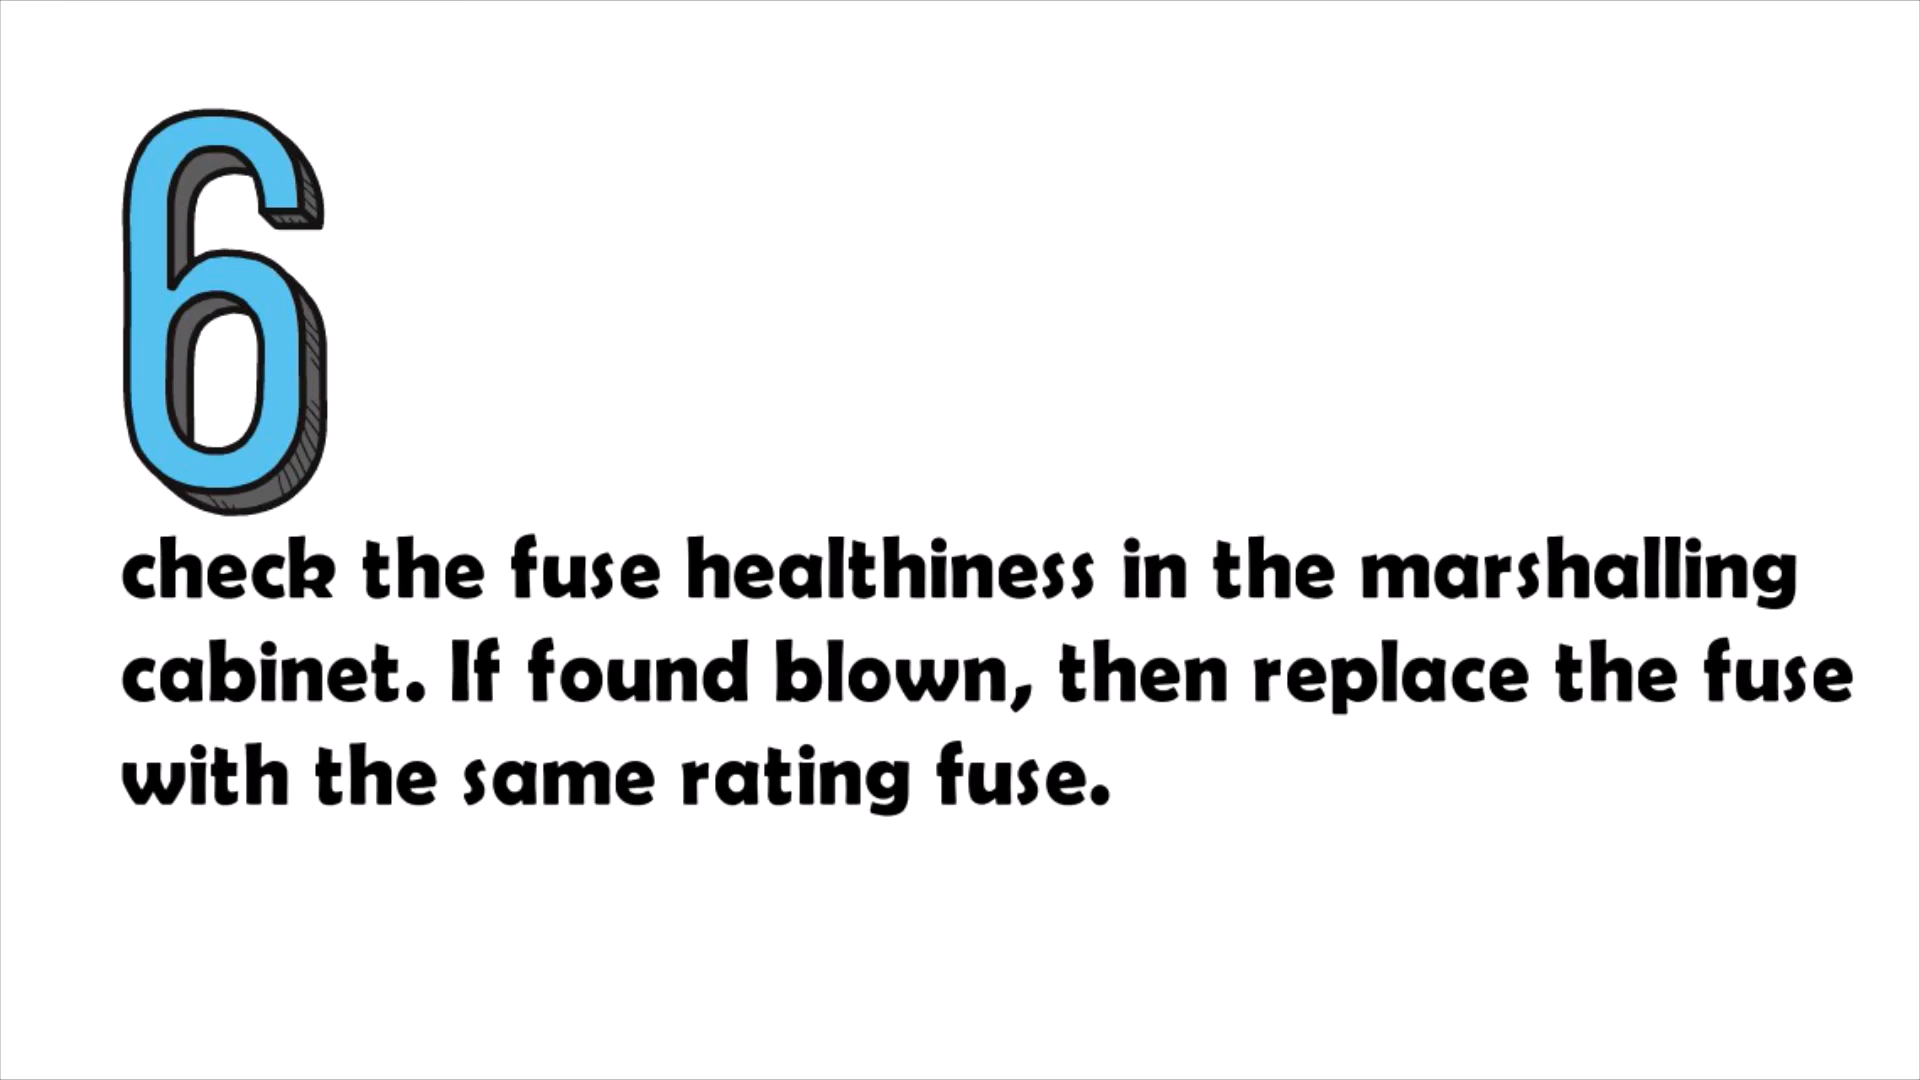 6
check the fuse healthiness in the marshalling
cabinet. If found blown, then replace the fuse
with the same rating fuse.